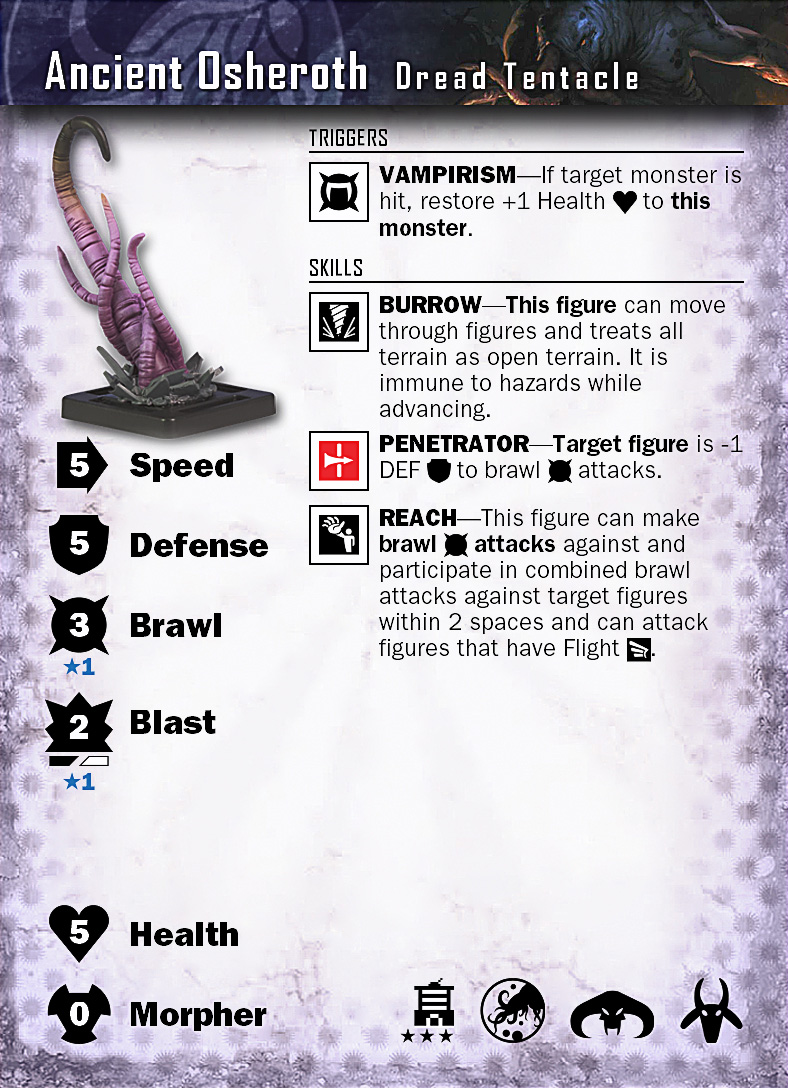 Ancient Osheroth Dread Tentacle
TRIGGERS
VAMPIRISM—If target monster is
hit, restore +1 Health to this
monster.
SKILLS
BURROW—This figure can move
through figures and treats all
terrain as open terrain. It is
immune to hazards while
advancing.
PENETRATOR—Target figure is -1
DEF to brawl attacks.
REACH—This figure can make
brawl attacks against and
participate in combined brawl
attacks against target figures
within 2 spaces and can attack
figures that have Flight .
5 Speed
5 Defense
3 Brawl
★1
2 Blast
★1
5 Health
0 Morpher
★★★